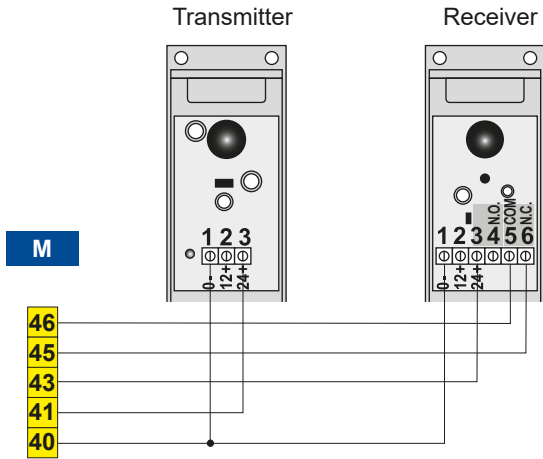 Transmitter Receiver
N.O.
COM
N.C.
1 2 3
1 2 3 4 5 6
0-
12+
24+
0-
12+
24+
M
46
45
43
41
40